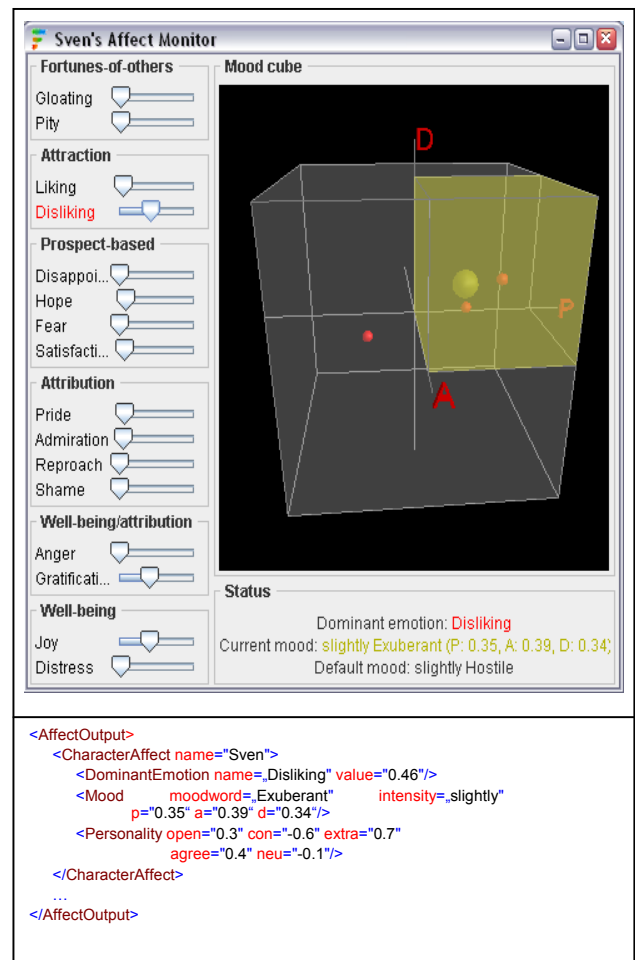 Sven's Affect Monitor
Fortunes-of-others
Gloating
Pity
Attraction
Liking
Disliking
Prospect-based
Disappoi...
Hope
Fear
Satisfacti...
Attribution
Pride
Admiration
Reproach
Shame
Well-being/attribution
Anger
Gratificati...
Well-being
Joy
Distress
Mood cube
D
P
A
Status
Dominant emotion: Disliking
Current mood: slightly Exuberant (P: 0.35, A: 0.39, D: 0.34)
Default mood: slightly Hostile
<AffectOutput>
<CharacterAffect name="Sven">
<DominantEmotion name=„Disliking" value="0.46"/>
<Mood moodword=„Exuberant" intensity=„slightly"
p="0.35“ a="0.39“ d="0.34“/>
<Personality open="0.3" con="-0.6" extra="0.7"
agree="0.4" neu="-0.1"/>
</CharacterAffect>
…
</AffectOutput>